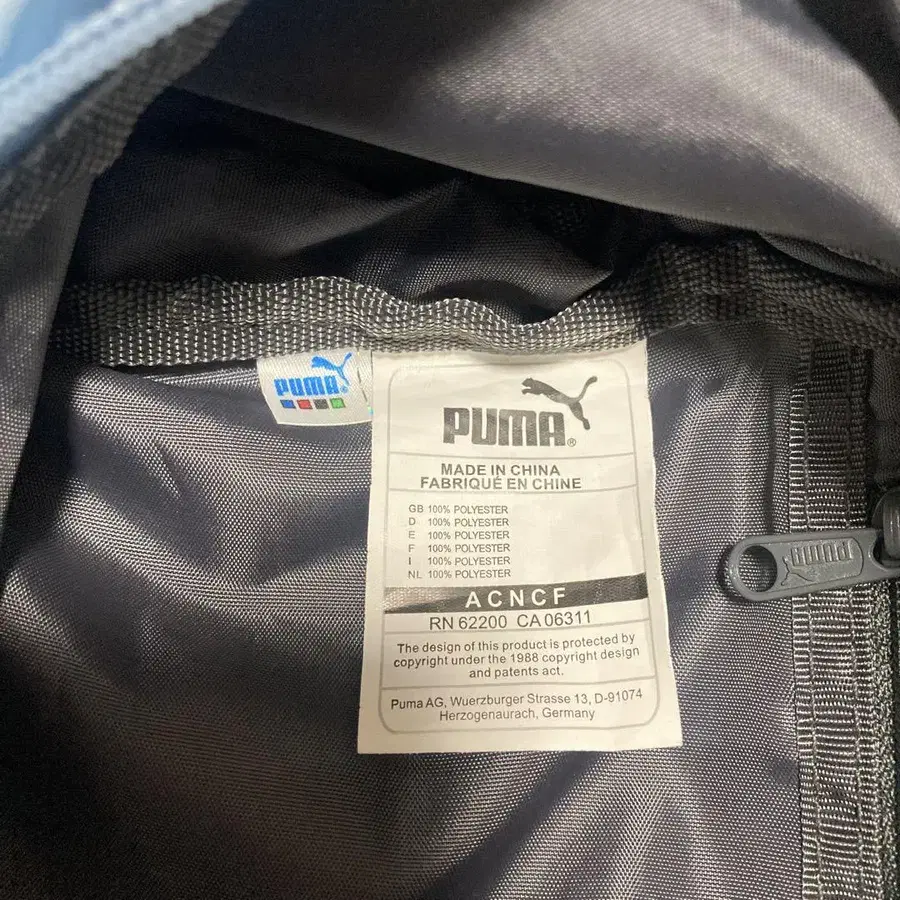 PUMA
PUMA®
MADE IN CHINA
FABRIQUÉ EN CHINE
GB 100% POLYESTER
D 100% POLYESTER
E 100% POLYESTER
F 100% POLYESTER
I 100% POLYESTER
NL 100% POLYESTER
ACNCF
RN 62200 CA 06311
The design of this product is protected by
copyright under the 1988 copyright design
and patents act.
Puma AG, Wuerzburger Strasse 13, D-91074
Herzogenaurach, Germany
PUMA